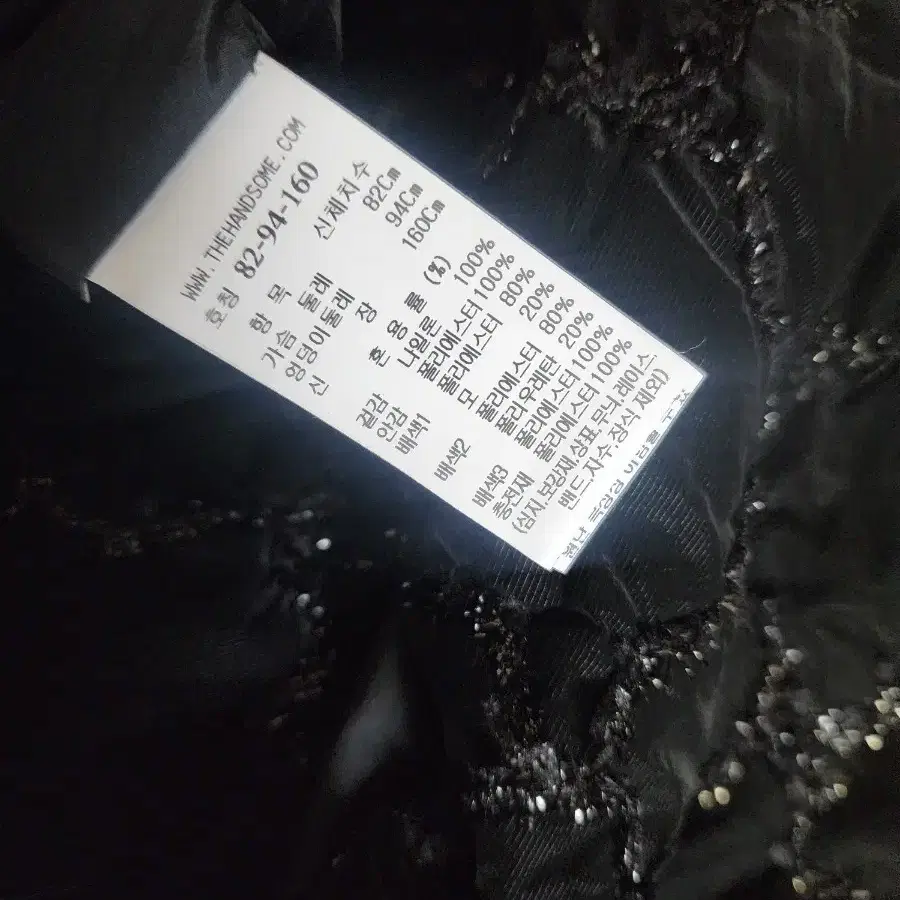 WWW.THEHANDSOME.COM
호칭 82-94-160
항 목 신체치수
가슴둘레 82Cm
엉덩이둘레 94Cm
신 장 160Cm
혼 용 률 (%)
겉감 나일론 100%
안감 폴리에스터 100%
배색1 폴리에스터 80%
모 20%
배색2 폴리에스터 80%
폴리우레탄 20%
배색3 폴리에스터 100%
충전재 폴리에스터 100%
(심지,보강재,상표,무늬,레이스,
밴드,자수,장식 제외)